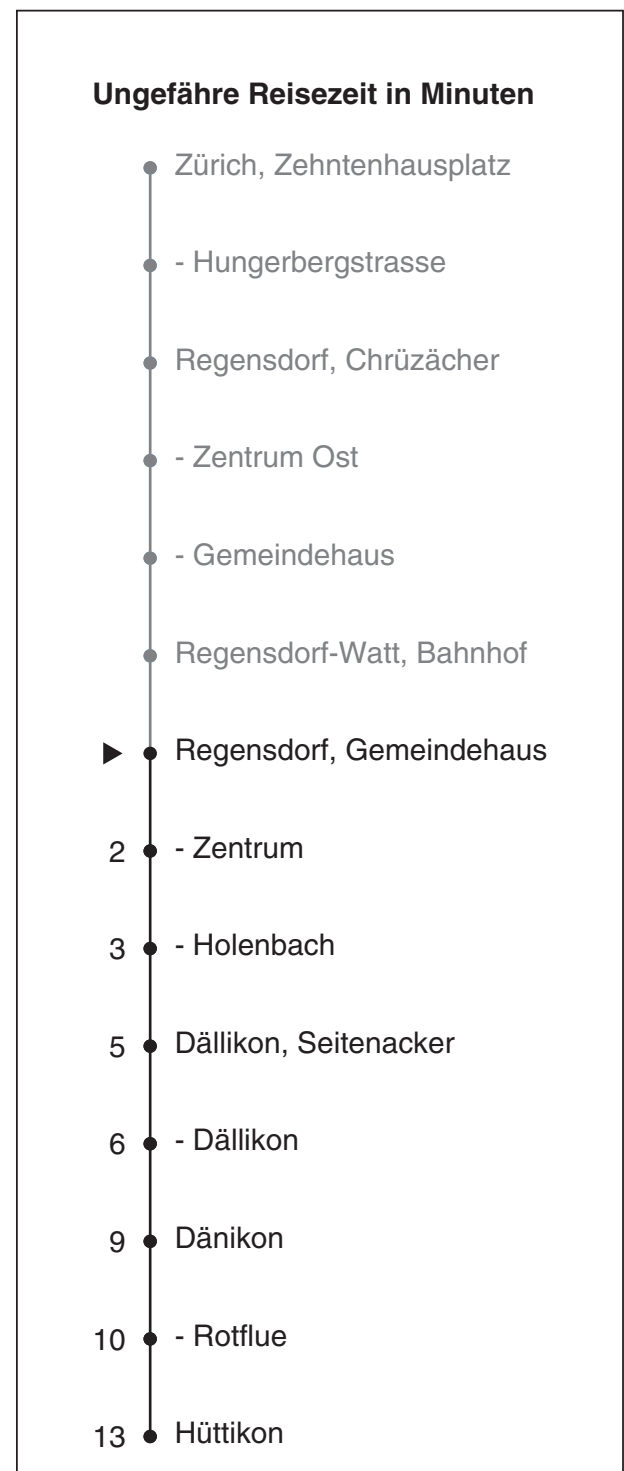 Ungefähre Reisezeit in Minuten
Zürich, Zehntenhausplatz
- Hungerbergstrasse
Regensdorf, Chrüzächer
- Zentrum Ost
- Gemeindehaus
Regensdorf-Watt, Bahnhof
Regensdorf, Gemeindehaus
2 - Zentrum
3 - Holenbach
5 Dällikon, Seitenacker
6 - Dällikon
9 Dänikon
10 - Rotflue
13 Hüttikon